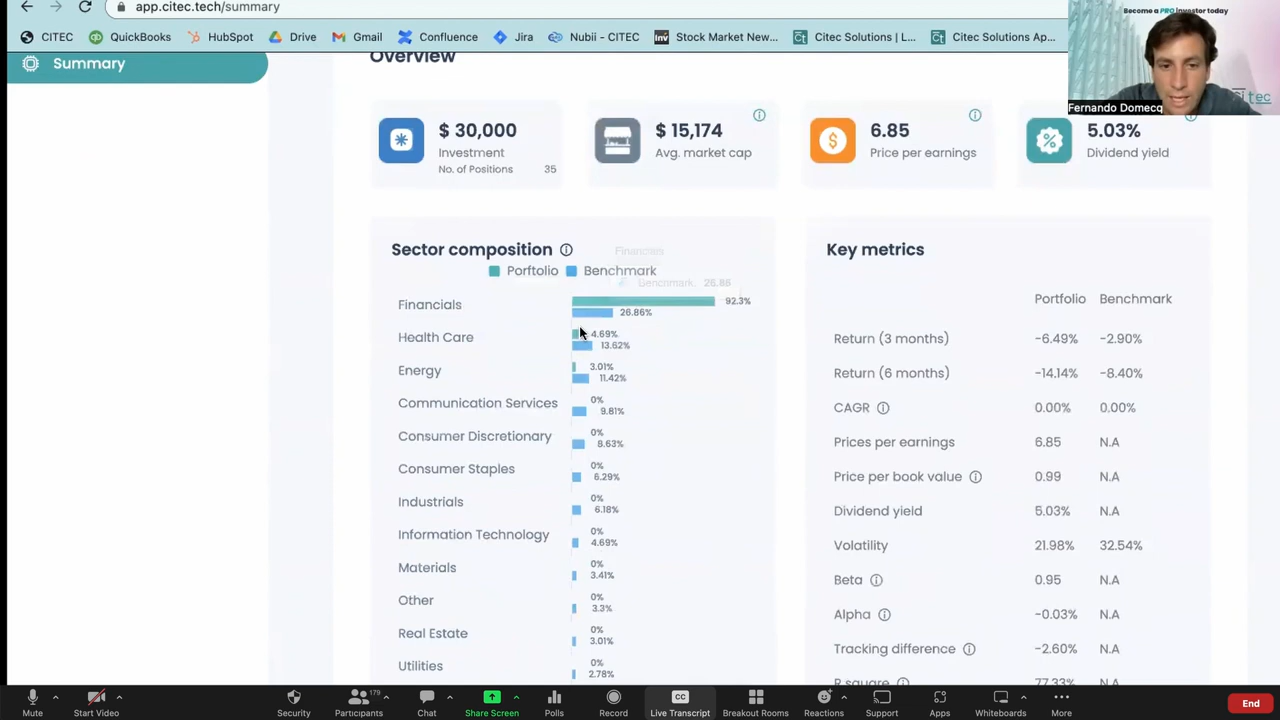 app.citec.tech/summary
Become a PRO investor today
CITEC QuickBooks HubSpot Drive Gmail Confluence Jira Nubii - CITEC Stock Market New... Citec Solutions | L... Citec Solutions Ap...
Fernando Domecq
Summary
Overview
$ 30,000
Investment
No. of Positions 35
$ 15,174
Avg. market cap
6.85
Price per earnings
5.03%
Dividend yield
Sector composition
Porftolio Benchmark
Financials
Benchmark. 26.86
Financials 92.3%
26.86%
Health Care 4.69%
13.62%
Energy 3.01%
11.42%
Communication Services 0%
9.81%
Consumer Discretionary 0%
8.63%
Consumer Staples 0%
6.29%
Industrials 0%
6.18%
Information Technology 0%
4.69%
Materials 0%
3.41%
Other 0%
3.3%
Real Estate 0%
3.01%
Utilities 0%
2.78%
Key metrics
Portfolio Benchmark
Return (3 months) -6.49% -2.90%
Return (6 months) -14.14% -8.40%
CAGR 0.00% 0.00%
Prices per earnings 6.85 N.A
Price per book value 0.99 N.A
Dividend yield 5.03% N.A
Volatility 21.98% 32.54%
Beta 0.95 N.A
Alpha -0.03% N.A
Tracking difference -2.60% N.A
R square 77.33% N.A
Mute Start Video Security Participants 179 Chat Share Screen Polls Record Live Transcript Breakout Rooms Reactions Support Apps Whiteboards More End